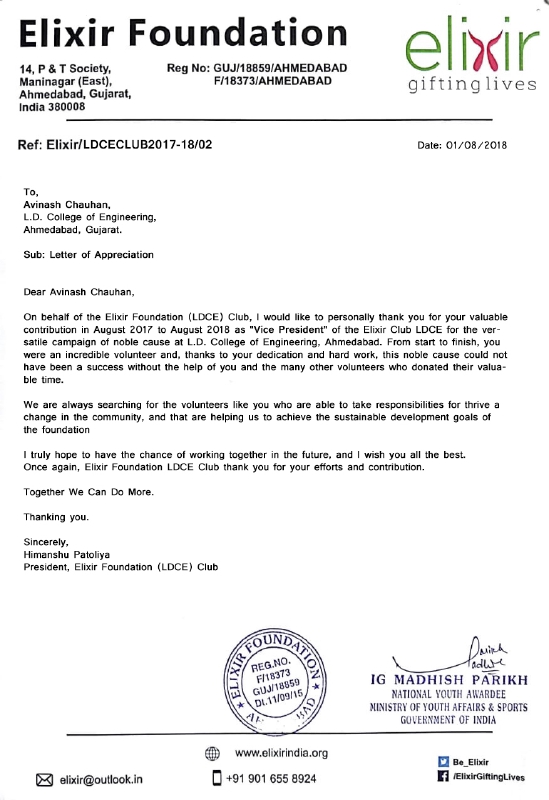 Elixir Foundation
14, P & T Society,
Maninagar (East),
Ahmedabad, Gujarat,
India 380008
Reg No: GUJ/18859/AHMEDABAD
F/18373/AHMEDABAD
elixir
giftinglives
Ref: Elixir/LDCECLUB2017-18/02
Date: 01/08/2018
To,
Avinash Chauhan,
L.D. College of Engineering,
Ahmedabad, Gujarat.
Sub: Letter of Appreciation
Dear Avinash Chauhan,
On behalf of the Elixir Foundation (LDCE) Club, I would like to personally thank you for your valuable
contribution in August 2017 to August 2018 as "Vice President" of the Elixir Club LDCE for the ver-
satile campaign of noble cause at L.D. College of Engineering, Ahmedabad. From start to finish, you
were an incredible volunteer and, thanks to your dedication and hard work, this noble cause could not
have been a success without the help of you and the many other volunteers who donated their valua-
ble time.
We are always searching for the volunteers like you who are able to take responsibilities for thrive a
change in the community, and that are helping us to achieve the sustainable development goals of
the foundation
I truly hope to have the chance of working together in the future, and I wish you all the best.
Once again, Elixir Foundation LDCE Club thank you for your efforts and contribution.
Together We Can Do More.
Thanking you.
Sincerely,
Himanshu Patoliya
President, Elixir Foundation (LDCE) Club
ELIXIR FOUNDATION
REG.NO.
F/18373
GUJ/18859
Dt.11/09/15
IG MADHISH PARIKH
NATIONAL YOUTH AWARDEE
MINISTRY OF YOUTH AFFAIRS & SPORTS
GOVERNMENT OF INDIA
www.elixirindia.org
elixir@outlook.in
+91 901 655 8924
Be_Elixir
/ElixirGiftingLives